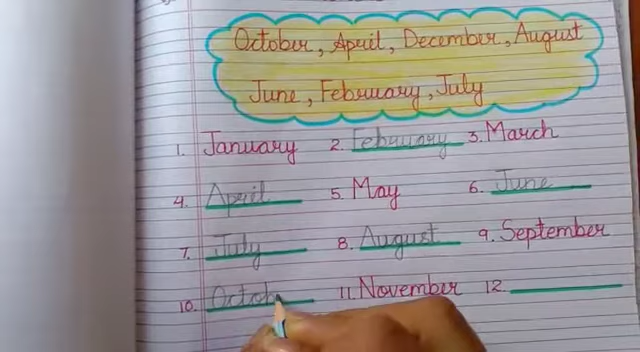 October, April, December, August
June, February, July
1. January 2. February 3. March
4. April 5. May 6. June
7. July 8. August 9. September
10. Octob 11. November 12.